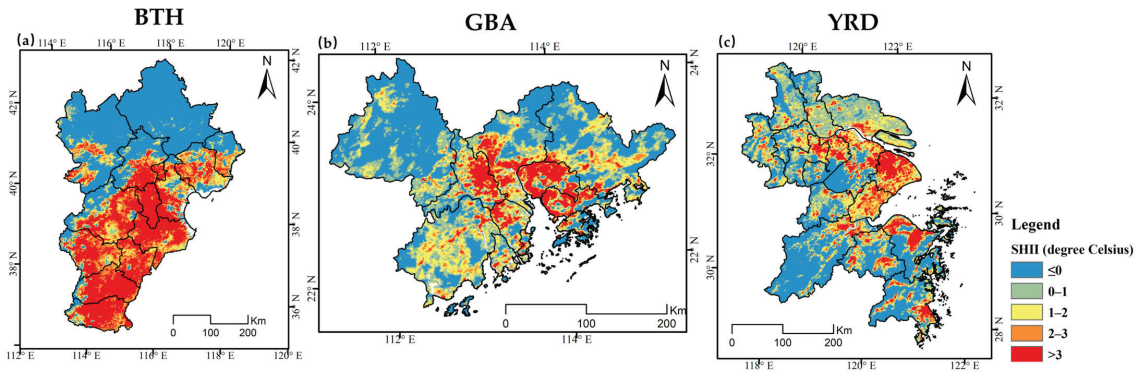 BTH
GBA
YRD
(a)
114° E
116° E
118° E
120° E
42° N
40° N
38° N
36° N
N
42° N
40° N
38° N
0 100 200 Km
112° E
114° E
116° E
118° E
120° E
(b)
112° E
114° E
24° N
22° N
N
24° N
22° N
0 100 200 Km
112° E
114° E
(c)
120° E
122° E
32° N
30° N
28° N
N
32° N
30° N
0 100 200 Km
118° E
120° E
122° E
Legend
SHII (degree Celsius)
≤0
0–1
1–2
2–3
>3